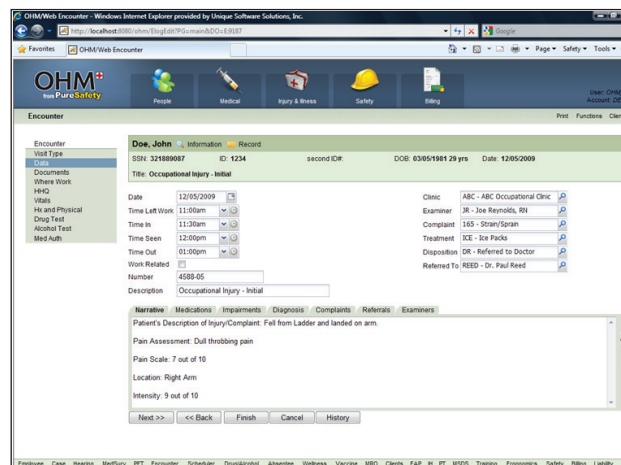 OHM/Web Encounter - Windows Internet Explorer provided by Unique Software Solutions, Inc.
http://localhost:8080/ohm/ElogEdit?PG=main&DO=E:9187
Google
Favorites OHM/Web Encounter Page Safety Tools
OHM
from PureSafety
People Medical Injury & Illness Safety Billing
User: OHM
Account: DE
Encounter Print Functions Clien
Encounter
Visit Type
Data
Documents
Where Work
HHQ
Vitals
Hx and Physical
Drug Test
Alcohol Test
Med Auth
Doe, John Information Record
SSN: 321889087 ID: 1234 second ID#: DOB: 03/05/1981 29 yrs Date: 12/05/2009
Title: Occupational Injury - Initial
Date 12/05/2009
Time Left Work 11:00am
Time In 11:30am
Time Seen 12:00pm
Time Out 01:00pm
Work Related
Number 4588-05
Description Occupational Injury - Initial
Clinic ABC - ABC Occupational Clinic
Examiner JR - Joe Reynolds, RN
Complaint 165 - Strain/Sprain
Treatment ICE - Ice Packs
Disposition DR - Referred to Doctor
Referred To REED - Dr. Paul Reed
Narrative Medications Impairments Diagnosis Complaints Referrals Examiners
Patient's Description of Injury/Complaint: Fell from Ladder and landed on arm.
Pain Assessment: Dull throbbing pain
Pain Scale: 7 out of 10
Location: Right Arm
Intensity: 9 out of 10
Next >> << Back Finish Cancel History
Employee Case Hearing MedSurv PFT Encounter Scheduler Drug/Alcohol Absentee Wellness Vaccine MRO Clients EAP IH PT MSDS Training Ergonomics Safety Billing Liability